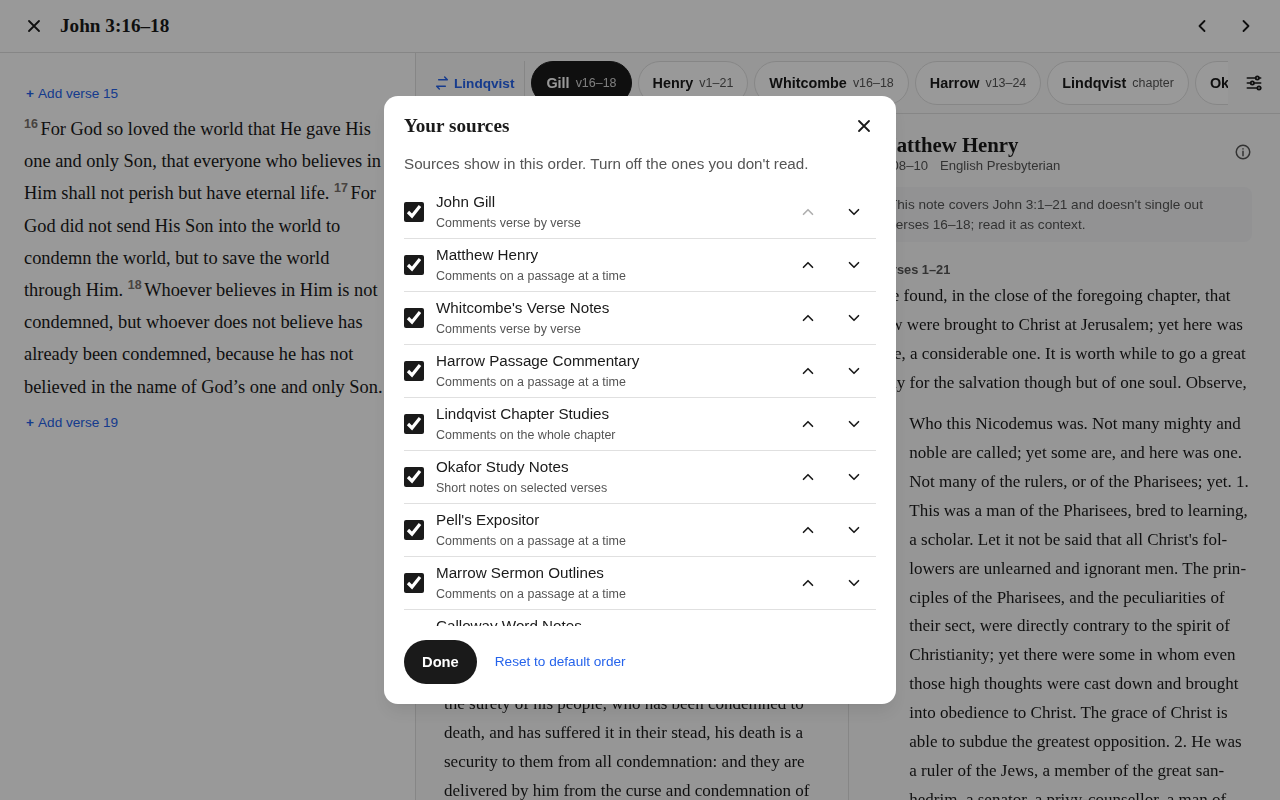 John 3:16–18
+ Add verse 15
16 For God so loved the world that He gave His
one and only Son, that everyone who believes in
Him shall not perish but have eternal life. 17 For
God did not send His Son into the world to
condemn the world, but to save the world
through Him. 18 Whoever believes in Him is not
condemned, but whoever does not believe has
already been condemned, because he has not
believed in the name of God’s one and only Son.
+ Add verse 19
Lindqvist
Gill v16–18
Henry v1–21
Whitcombe v16–18
Harrow v13–24
Lindqvist chapter
Ok
Your sources
Sources show in this order. Turn off the ones you don't read.
John Gill
Comments verse by verse
Matthew Henry
Comments on a passage at a time
Whitcombe's Verse Notes
Comments verse by verse
Harrow Passage Commentary
Comments on a passage at a time
Lindqvist Chapter Studies
Comments on the whole chapter
Okafor Study Notes
Short notes on selected verses
Pell's Expositor
Comments on a passage at a time
Marrow Sermon Outlines
Comments on a passage at a time
Calloway Word Notes
Done
Reset to default order
the surety of his people, who has been condemned to
death, and has suffered it in their stead, his death is a
security to them from all condemnation: and they are
delivered by him from the curse and condemnation of
atthew Henry
08–10 English Presbyterian
This note covers John 3:1–21 and doesn't single out
verses 16–18; read it as context.
rses 1–21
found, in the close of the foregoing chapter, that
were brought to Christ at Jerusalem; yet here was
e, a considerable one. It is worth while to go a great
y for the salvation though but of one soul. Observe,
Who this Nicodemus was. Not many mighty and
noble are called; yet some are, and here was one.
Not many of the rulers, or of the Pharisees; yet. 1.
This was a man of the Pharisees, bred to learning,
a scholar. Let it not be said that all Christ's fol-
lowers are unlearned and ignorant men. The prin-
ciples of the Pharisees, and the peculiarities of
their sect, were directly contrary to the spirit of
Christianity; yet there were some in whom even
those high thoughts were cast down and brought
into obedience to Christ. The grace of Christ is
able to subdue the greatest opposition. 2. He was
a ruler of the Jews, a member of the great san-
hedrim, a senator, a privy-counsellor, a man of